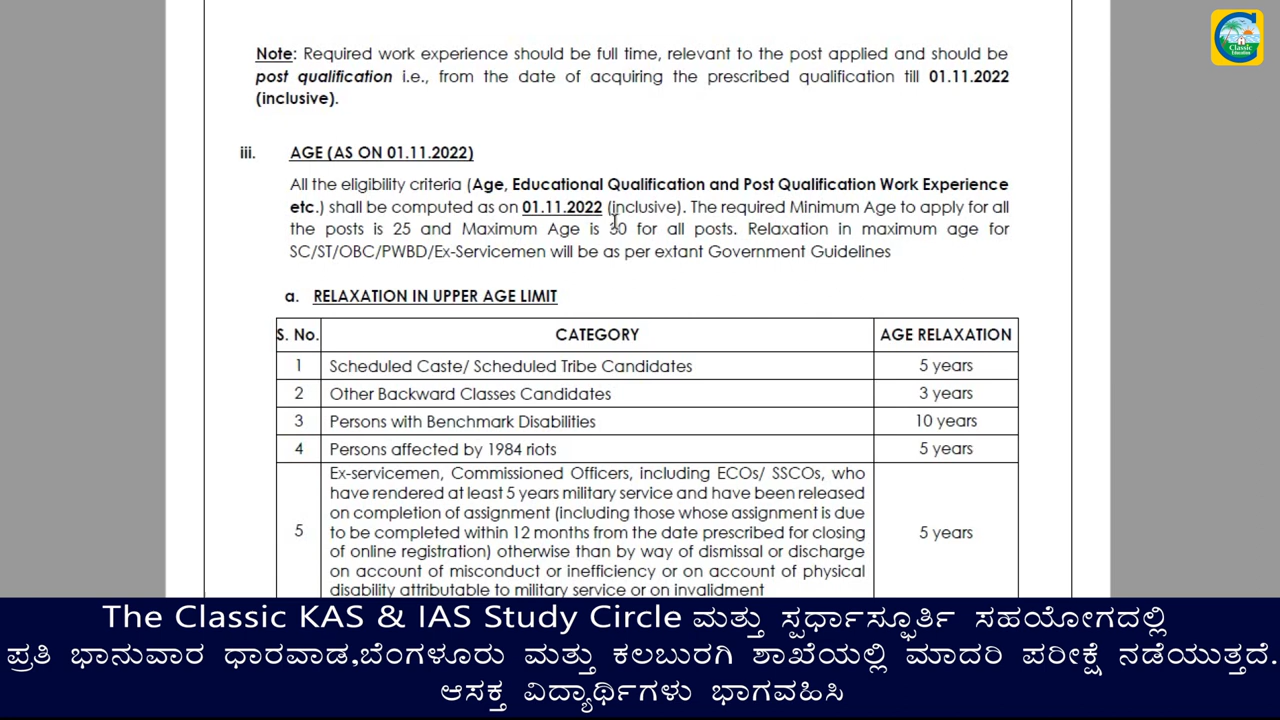 Classic
Education
Note: Required work experience should be full time, relevant to the post applied and should be
post qualification i.e., from the date of acquiring the prescribed qualification till 01.11.2022
(inclusive).
iii. AGE (AS ON 01.11.2022)
All the eligibility criteria (Age, Educational Qualification and Post Qualification Work Experience
etc.) shall be computed as on 01.11.2022 (inclusive). The required Minimum Age to apply for all
the posts is 25 and Maximum Age is 30 for all posts. Relaxation in maximum age for
SC/ST/OBC/PWBD/Ex-Servicemen will be as per extant Government Guidelines
a. RELAXATION IN UPPER AGE LIMIT
S. No. CATEGORY AGE RELAXATION
1 Scheduled Caste/ Scheduled Tribe Candidates 5 years
2 Other Backward Classes Candidates 3 years
3 Persons with Benchmark Disabilities 10 years
4 Persons affected by 1984 riots 5 years
Ex-servicemen, Commissioned Officers, including ECOs/ SSCOs, who
have rendered at least 5 years military service and have been released
on completion of assignment (including those whose assignment is due
5 to be completed within 12 months from the date prescribed for closing 5 years
of online registration) otherwise than by way of dismissal or discharge
on account of misconduct or inefficiency or on account of physical
disability attributable to military service or on invalidment
The Classic KAS & IAS Study Circle ಮತ್ತು ಸ್ಪರ್ಧಾಸ್ಫೂರ್ತಿ ಸಹಯೋಗದಲ್ಲಿ
ಪ್ರತಿ ಭಾನುವಾರ ಧಾರವಾಡ,ಬೆಂಗಳೂರು ಮತ್ತು ಕಲಬುರಗಿ ಶಾಖೆಯಲ್ಲಿ ಮಾದರಿ ಪರೀಕ್ಷೆ ನಡೆಯುತ್ತದೆ.
ಆಸಕ್ತ ವಿದ್ಯಾರ್ಥಿಗಳು ಭಾಗವಹಿಸಿ